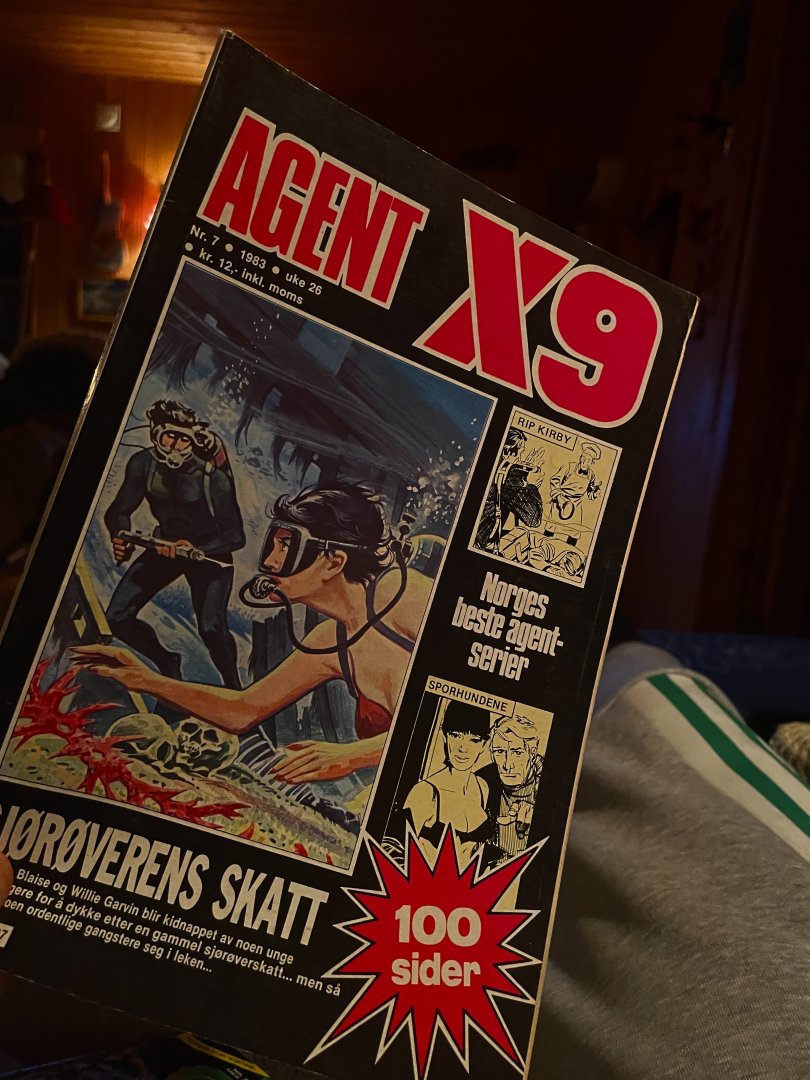 AGENT X9
Nr. 7 • 1983 • uke 26
• kr. 12,- inkl. moms
RIP KIRBY
Norges
beste agent-
serier
SPORHUNDENE
JØRØVERENS SKATT
Blaise og Willie Garvin blir kidnappet av noen unge
for å dykke etter en gammel sjørøverskatt... men så
ordentlige gangstere seg i leken...
100
sider